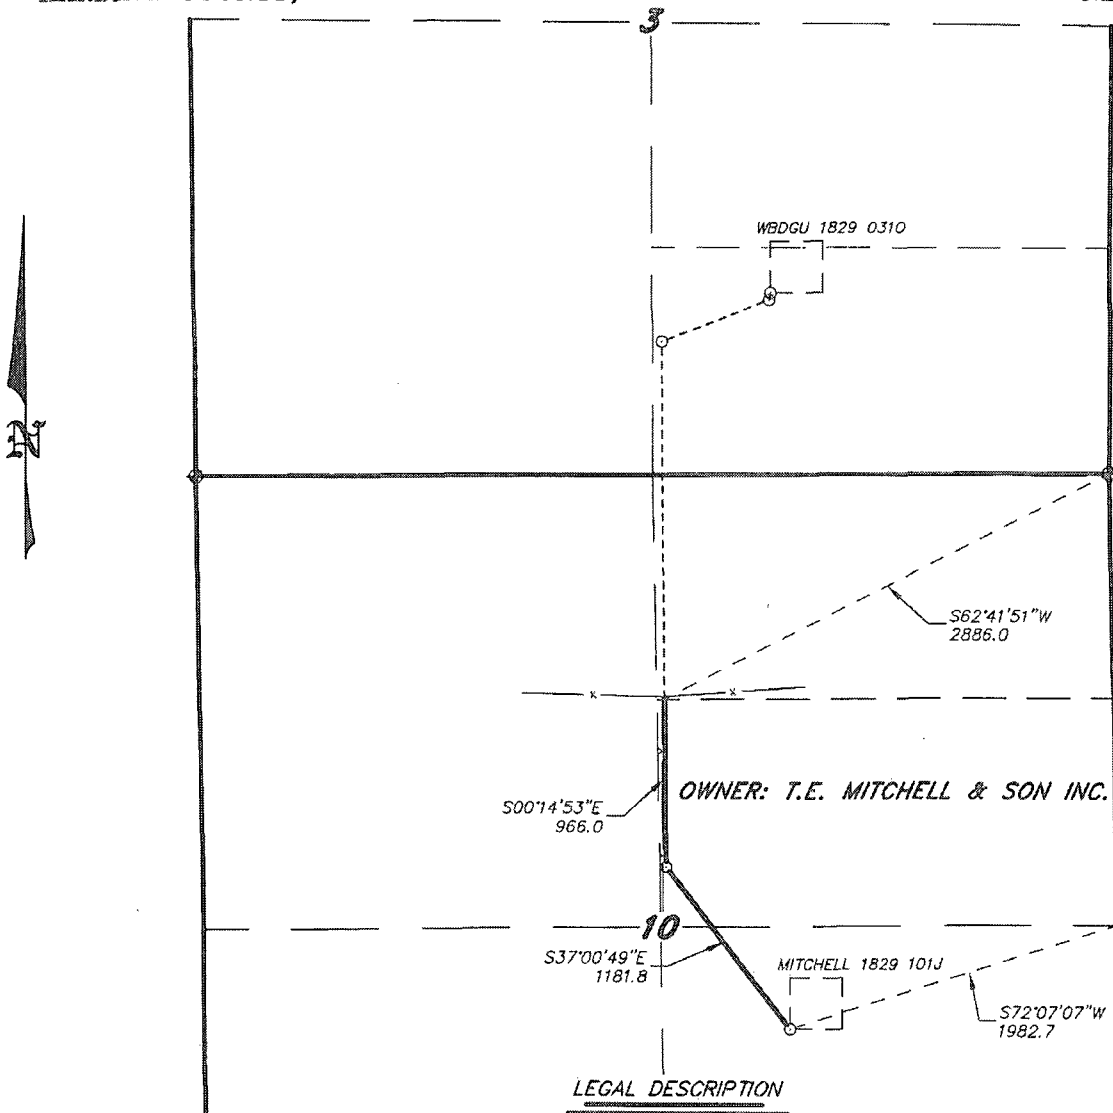 3
WBDGU 1829 0310
N
S62°41'51"W
2886.0
OWNER: T.E. MITCHELL & SON INC.
S00°14'53"E
966.0
10
S37°00'49"E
1181.8
MITCHELL 1829 101J
S72°07'07"W
1982.7
LEGAL DESCRIPTION